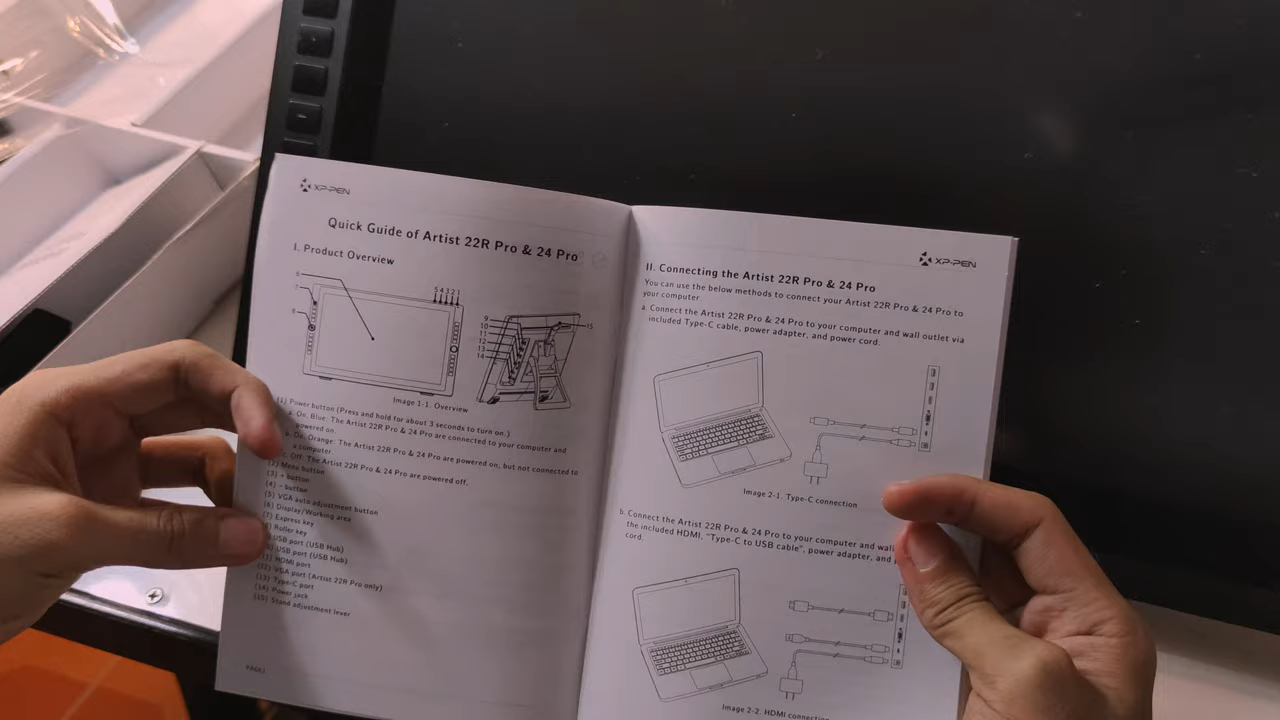 XP-PEN
Quick Guide of Artist 22R Pro & 24 Pro
I. Product Overview
6
7
8
5 4 3 2 1
9
10
11
12
13
14
15
Image 1-1. Overview
(1) Power button (Press and hold for about 3 seconds to turn on.)
a. On, Blue: The Artist 22R Pro & 24 Pro are connected to your computer and
powered on.
b. On, Orange: The Artist 22R Pro & 24 Pro are powered on, but not connected to
a computer.
c. Off: The Artist 22R Pro & 24 Pro are powered off.
(2) Menu button
(3) + button
(4) - button
(5) VGA auto adjustment button
(6) Display/Working area
(7) Express key
Roller key
USB port (USB Hub)
USB port (USB Hub)
HDMI port
(12) VGA port (Artist 22R Pro only)
(13) Type-C port
(14) Power jack
(15) Stand adjustment lever
XP-PEN
II. Connecting the Artist 22R Pro & 24 Pro
You can use the below methods to connect your Artist 22R Pro & 24 Pro to
your computer.
a. Connect the Artist 22R Pro & 24 Pro to your computer and wall outlet via
included Type-C cable, power adapter, and power cord.
Image 2-1. Type-C connection
b. Connect the Artist 22R Pro & 24 Pro to your computer and wall
the included HDMI, "Type-C to USB cable", power adapter, and
cord.
Image 2-2. HDMI connection